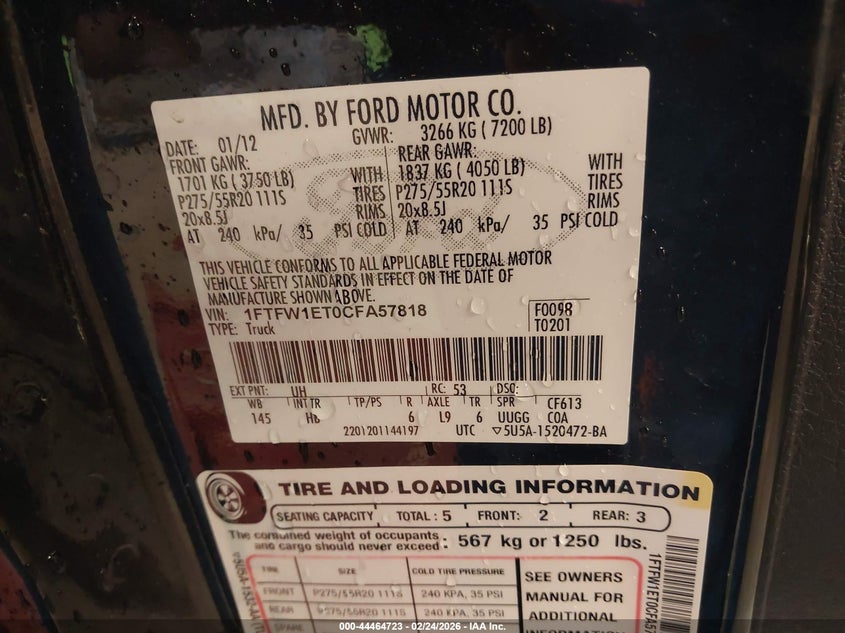 MFD. BY FORD MOTOR CO.
DATE: 01/12 GVWR: 3266 KG ( 7200 LB)
FRONT GAWR: REAR GAWR:
1701 KG ( 3750 LB) WITH 1837 KG ( 4050 LB) WITH
P275/55R20 111S TIRES P275/55R20 111S TIRES
20x8.5J RIMS 20x8.5J RIMS
AT 240 kPa/ 35 PSI COLD AT 240 kPa/ 35 PSI COLD
THIS VEHICLE CONFORMS TO ALL APPLICABLE FEDERAL MOTOR
VEHICLE SAFETY STANDARDS IN EFFECT ON THE DATE OF
MANUFACTURE SHOWN ABOVE.
VIN: 1FTFW1ET0CFA57818 F0098
TYPE: Truck T0201
EXT PNT: UH RC: 53 DSO:
WB INT TR TP/PS R AXLE TR SPR CF613
145 HB 6 L9 6 UUGG COA
2201201144197 UTC ▽5U5A-1520472-BA
TIRE AND LOADING INFORMATION
SEATING CAPACITY TOTAL : 5 FRONT: 2 REAR: 3
The combined weight of occupants
and cargo should never exceed : 567 kg or 1250 lbs.
TIRE SIZE COLD TIRE PRESSURE
FRONT P275/55R20 111S 240 KPA, 35 PSI
REAR P275/55R20 111S 240 KPA, 35 PSI
SPARE
SEE OWNERS
MANUAL FOR
ADDITIONAL
INFORMATION
000-44464723 — 02/24/2026 — IAA Inc.